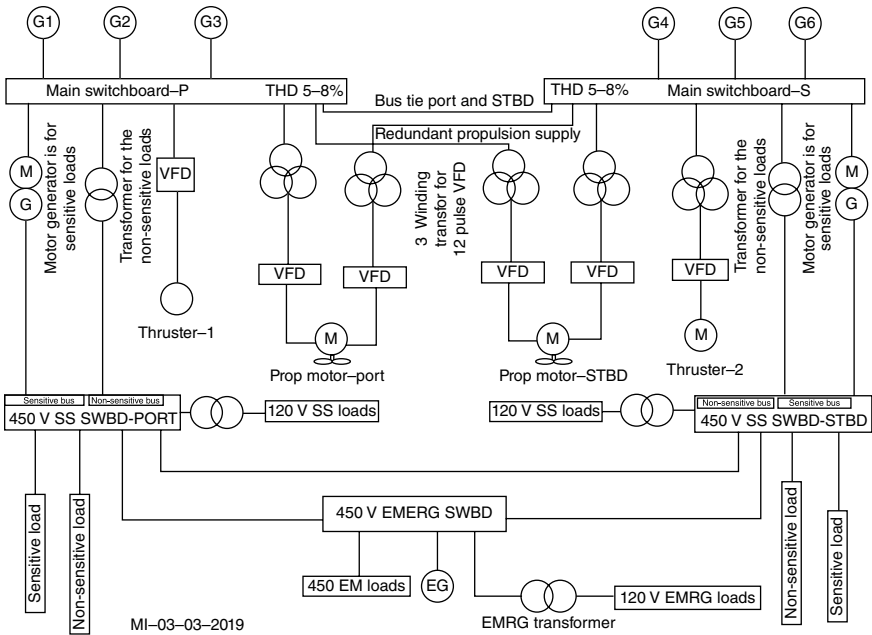 G1
G2
G3
G4
G5
G6
Main switchboard–P
THD 5–8%
THD 5–8%
Main switchboard–S
Bus tie port and STBD
Redundant propulsion supply
M
G
Motor generator is for
sensitive loads
Transformer for the
non-sensitive loads
VFD
3 Winding
transfor for
12 pulse VFD
Transformer for the
non-sensitive loads
Motor generator is for
sensitive loads
M
G
VFD
VFD
VFD
VFD
VFD
Thruster–1
M
Prop motor–port
M
Prop motor–STBD
M
Thruster–2
Sensitive bus
Non-sensitive bus
450 V SS SWBD-PORT
120 V SS loads
120 V SS loads
Non-sensitive bus
Sensitive bus
450 V SS SWBD-STBD
Sensitive load
Non-sensitive load
450 V EMERG SWBD
Non-sensitive load
Sensitive load
450 EM loads
EG
EMRG transformer
120 V EMRG loads
MI–03–03–2019